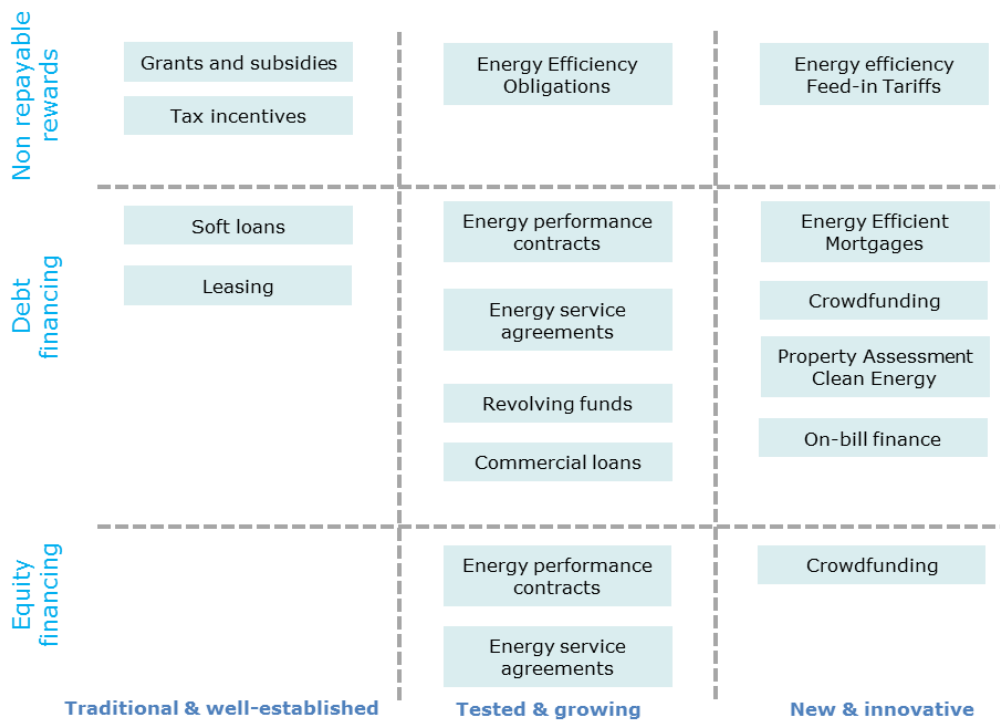 Non repayable
rewards
Grants and subsidies
Tax incentives
Energy Efficiency
Obligations
Energy efficiency
Feed-in Tariffs
Debt
financing
Soft loans
Leasing
Energy performance
contracts
Energy service
agreements
Revolving funds
Commercial loans
Energy Efficient
Mortgages
Crowdfunding
Property Assessment
Clean Energy
On-bill finance
Equity
financing
Energy performance
contracts
Energy service
agreements
Crowdfunding
Traditional & well-established
Tested & growing
New & innovative